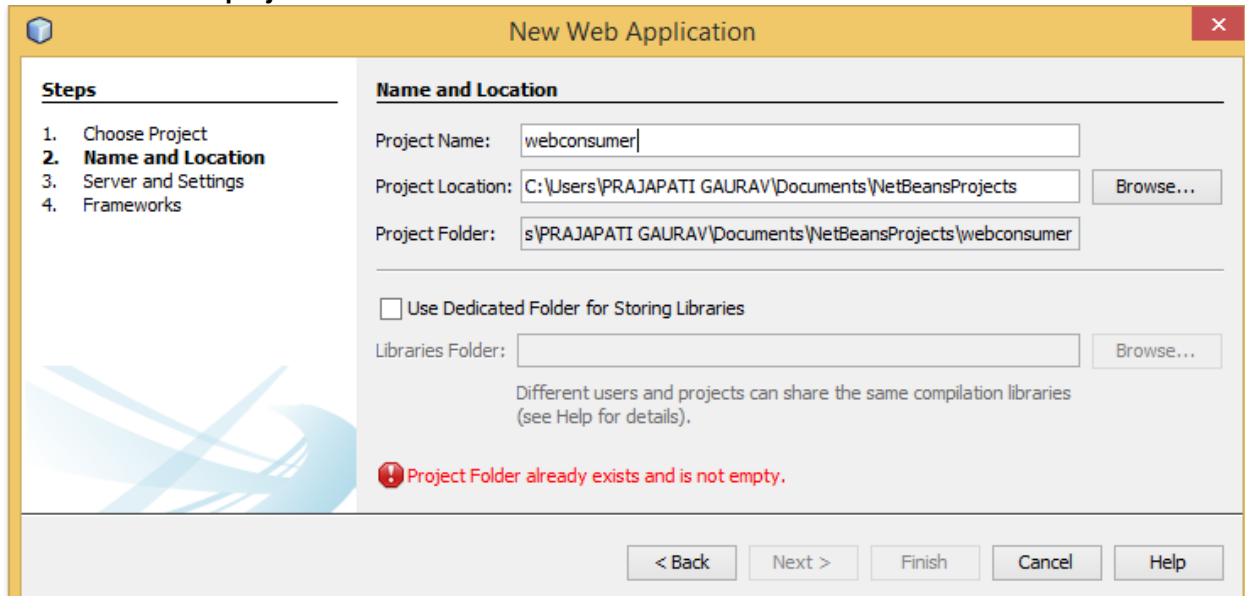 New Web Application
Steps
1. Choose Project
2. Name and Location
3. Server and Settings
4. Frameworks
Name and Location
Project Name: webconsumer
Project Location: C:\Users\PRAJAPATI GAURAV\Documents\NetBeansProjects Browse...
Project Folder: s\PRAJAPATI GAURAV\Documents\NetBeansProjects\webconsumer
Use Dedicated Folder for Storing Libraries
Libraries Folder: Browse...
Different users and projects can share the same compilation libraries
(see Help for details).
Project Folder already exists and is not empty.
< Back Next > Finish Cancel Help